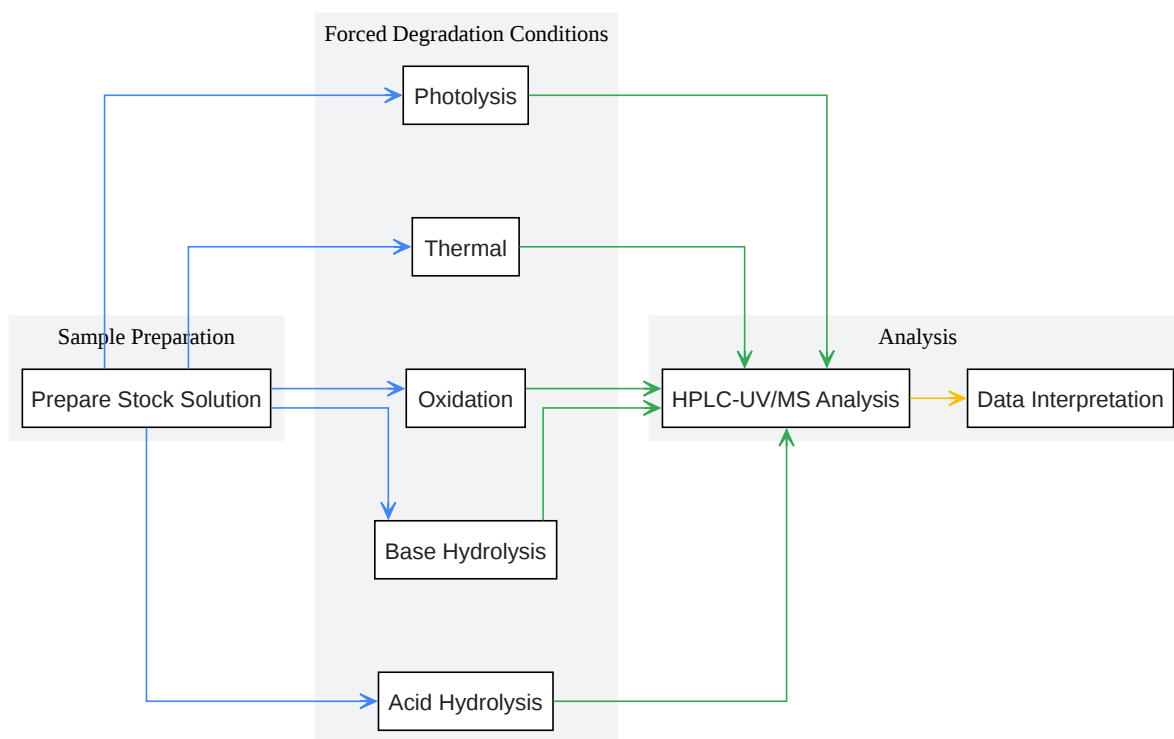 Forced Degradation Conditions
Photolysis
Thermal
Sample Preparation
Analysis
Prepare Stock Solution
Oxidation
HPLC-UV/MS Analysis
Data Interpretation
Base Hydrolysis
Acid Hydrolysis